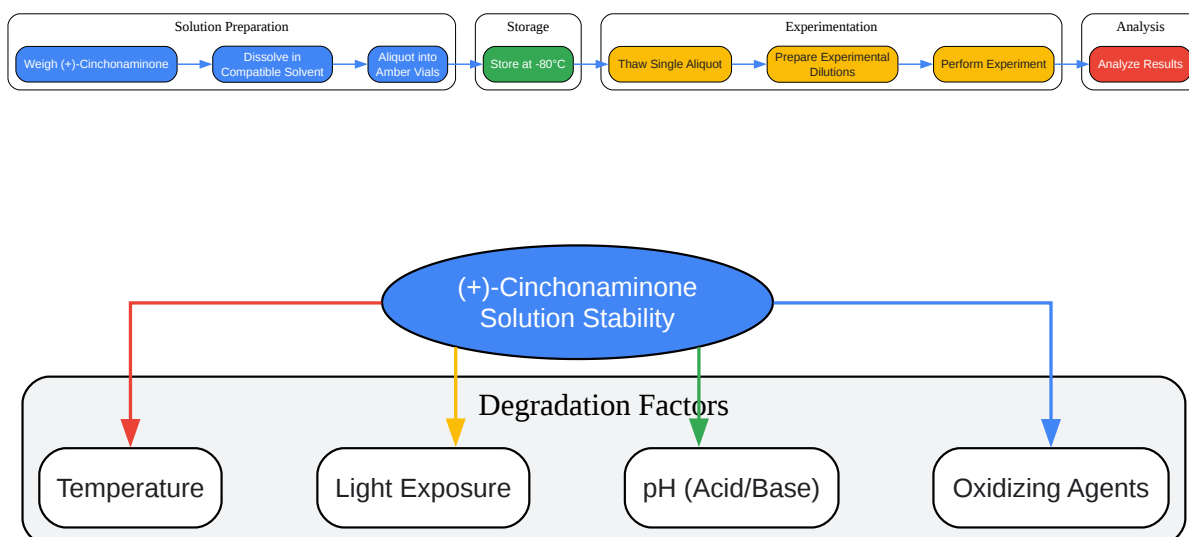 Solution Preparation
Storage
Experimentation
Analysis
Weigh (+)-Cinchonaminone
Dissolve in
Compatible Solvent
Aliquot into
Amber Vials
Store at -80°C
Thaw Single Aliquot
Prepare Experimental
Dilutions
Perform Experiment
Analyze Results
(+)-Cinchonaminone
Solution Stability
Degradation Factors
Temperature
Light Exposure
pH (Acid/Base)
Oxidizing Agents